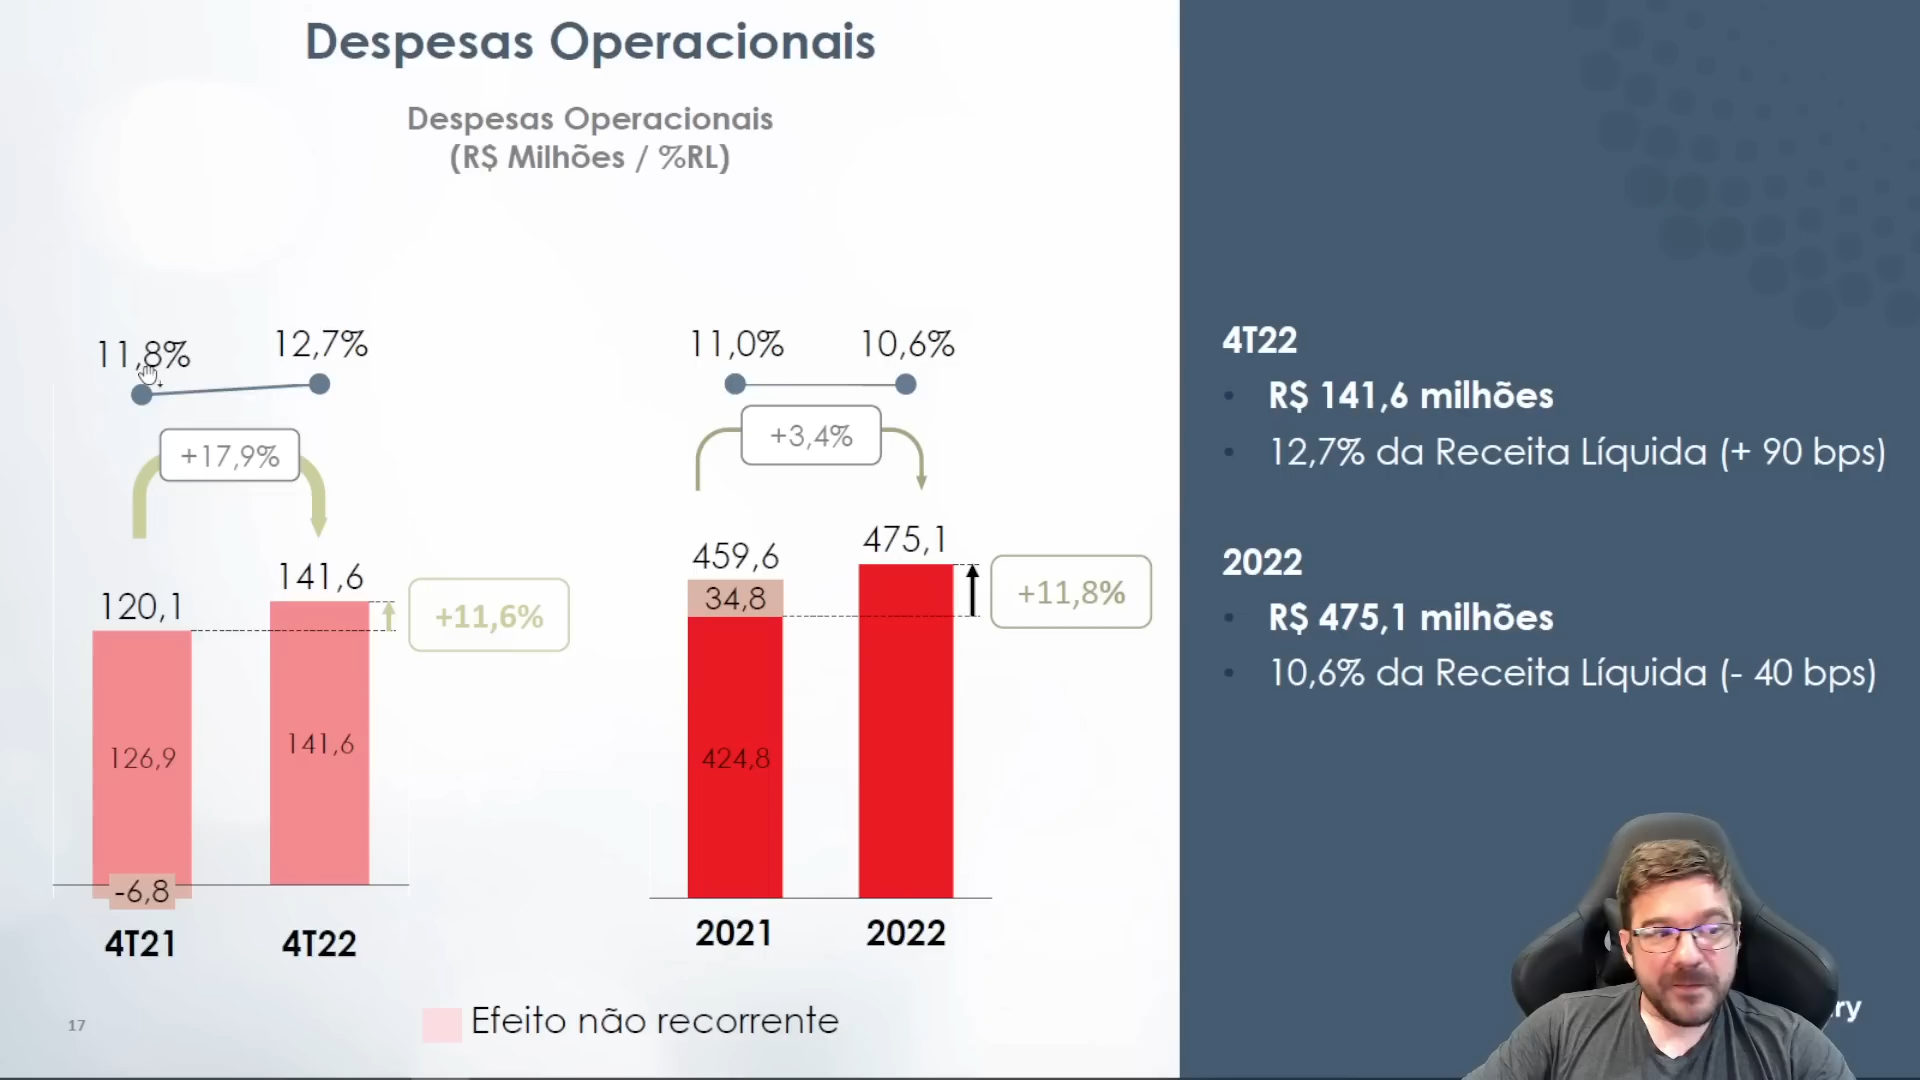 Despesas Operacionais
Despesas Operacionais
(R$ Milhões / %RL)
11,8%
12,7%
+17,9%
120,1
141,6
+11,6%
126,9
141,6
-6,8
4T21
4T22
11,0%
10,6%
+3,4%
459,6
475,1
34,8
+11,8%
424,8
2021
2022
Efeito não recorrente
17
4T22
• R$ 141,6 milhões
• 12,7% da Receita Líquida (+ 90 bps)
2022
• R$ 475,1 milhões
• 10,6% da Receita Líquida (- 40 bps)
ry